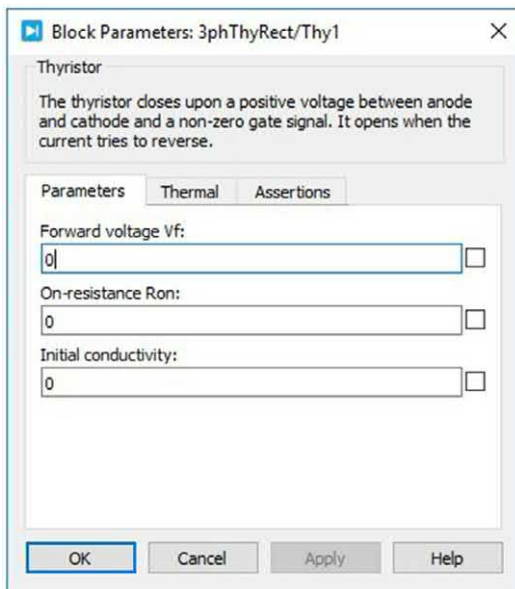 Block Parameters: 3phThyRect/Thy1
Thyristor
The thyristor closes upon a positive voltage between anode
and cathode and a non-zero gate signal. It opens when the
current tries to reverse.
Parameters Thermal Assertions
Forward voltage Vf:
0
On-resistance Ron:
0
Initial conductivity:
0
OK Cancel Apply Help